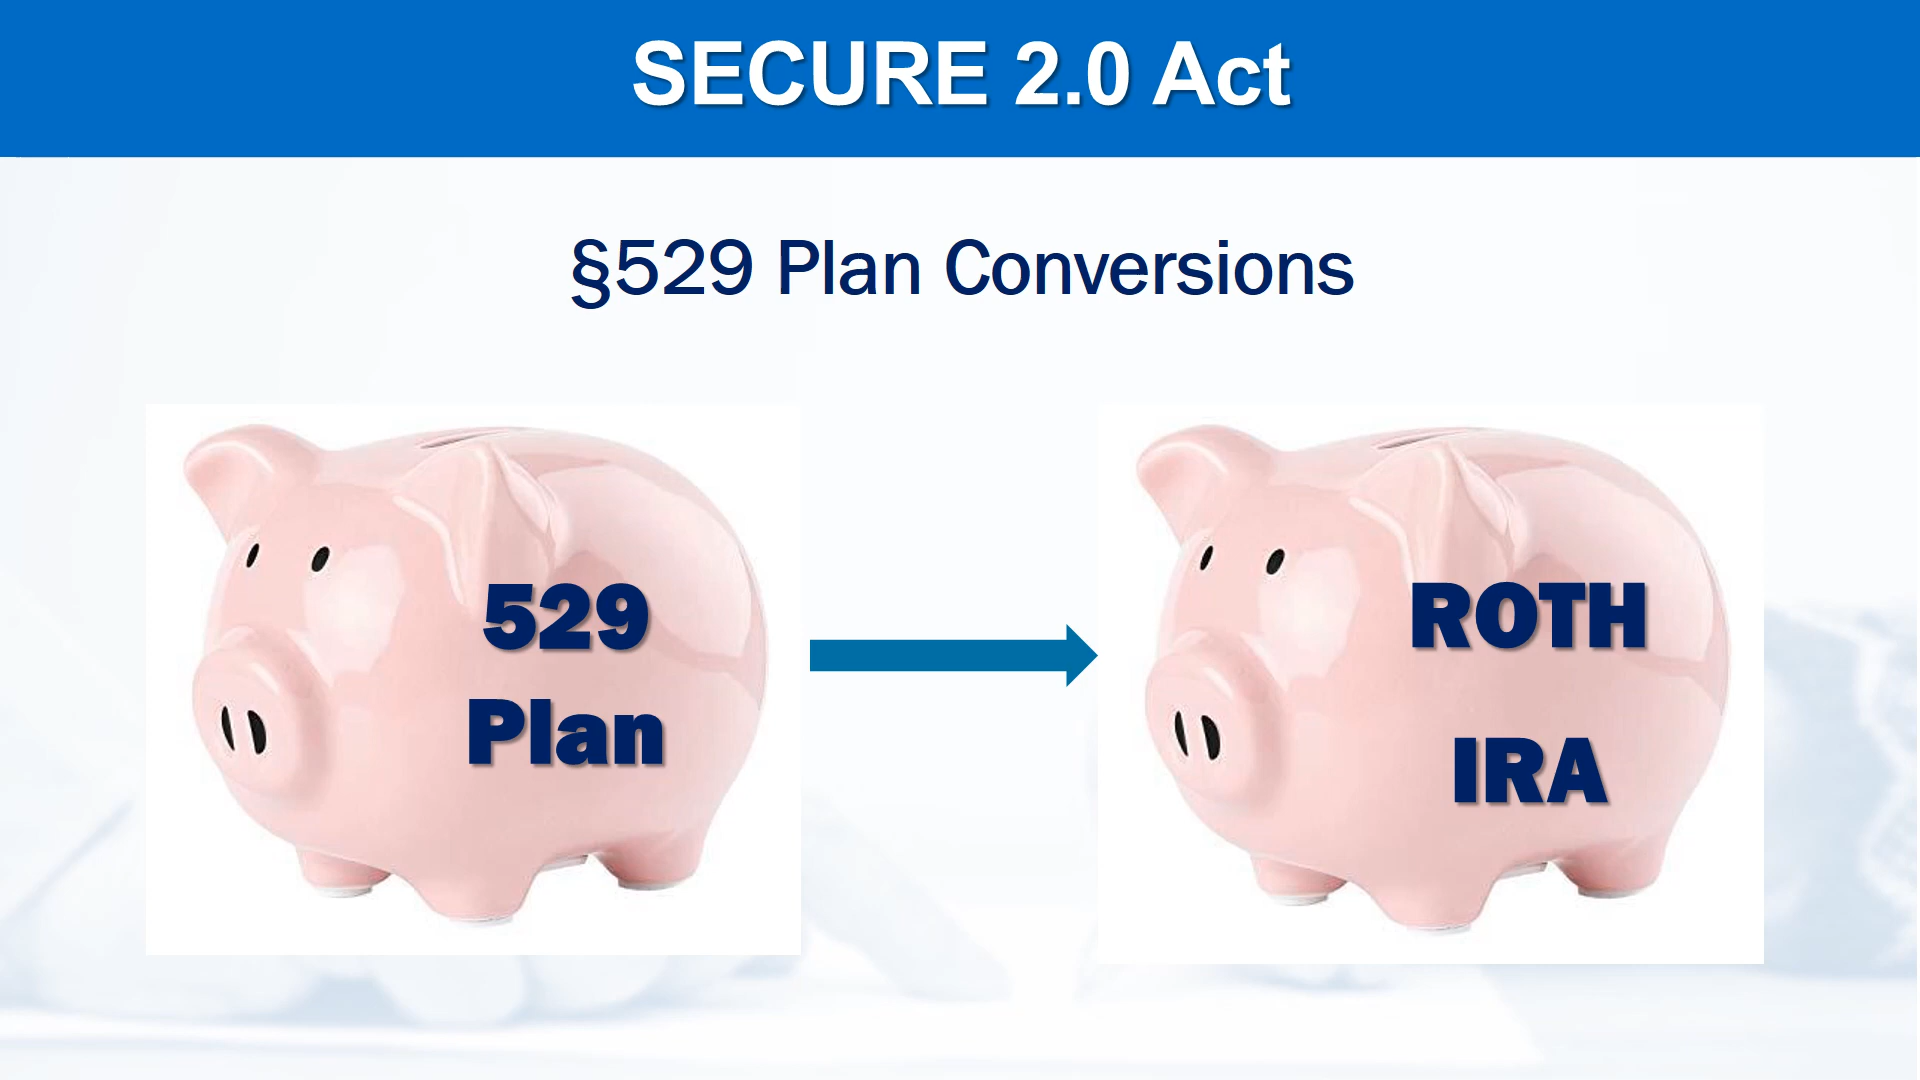 SECURE 2.0 Act
§529 Plan Conversions
529
Plan
ROTH
IRA